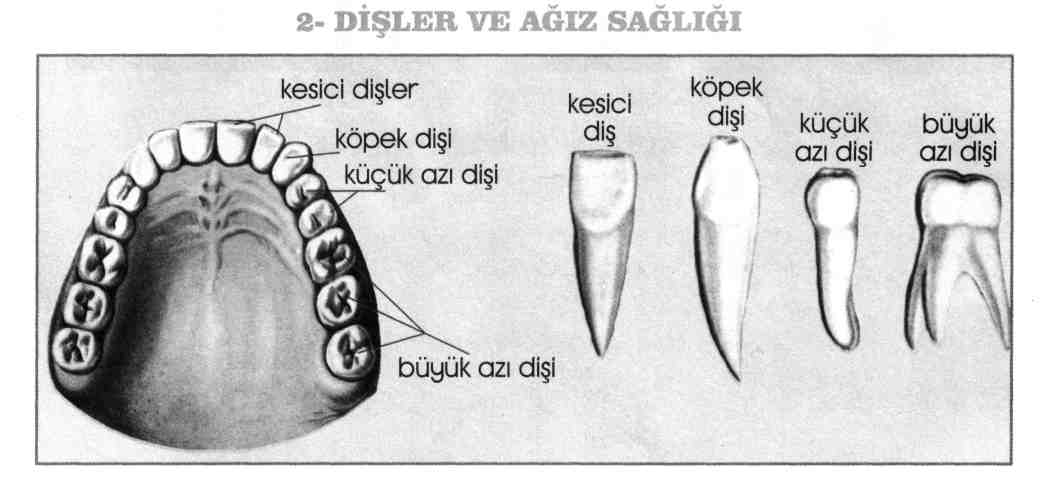 2- DİŞLER VE AĞIZ SAĞLIĞI
kesici dişler
köpek dişi
küçük azı dişi
büyük azı dişi
kesici
diş
köpek
dişi
küçük
azı dişi
büyük
azı dişi